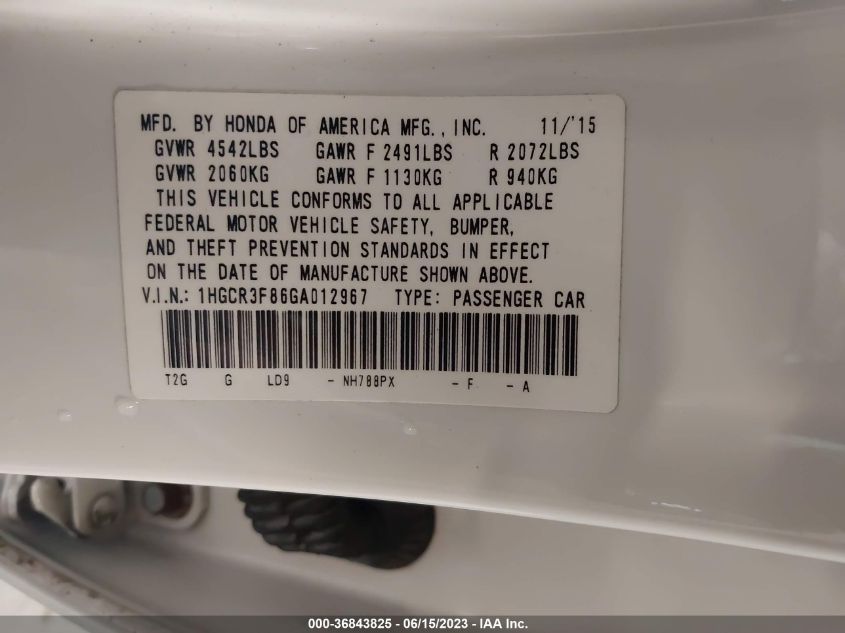 MFD. BY HONDA OF AMERICA MFG., INC. 11/'15
GVWR 4542LBS GAWR F 2491LBS R 2072LBS
GVWR 2060KG GAWR F 1130KG R 940KG
THIS VEHICLE CONFORMS TO ALL APPLICABLE
FEDERAL MOTOR VEHICLE SAFETY, BUMPER,
AND THEFT PREVENTION STANDARDS IN EFFECT
ON THE DATE OF MANUFACTURE SHOWN ABOVE.
V.I.N.: 1HGCR3F86GA012967 TYPE: PASSENGER CAR
T2G G LD9 - NH788PX - F - A
000-36843825 - 06/15/2023 - IAA Inc.